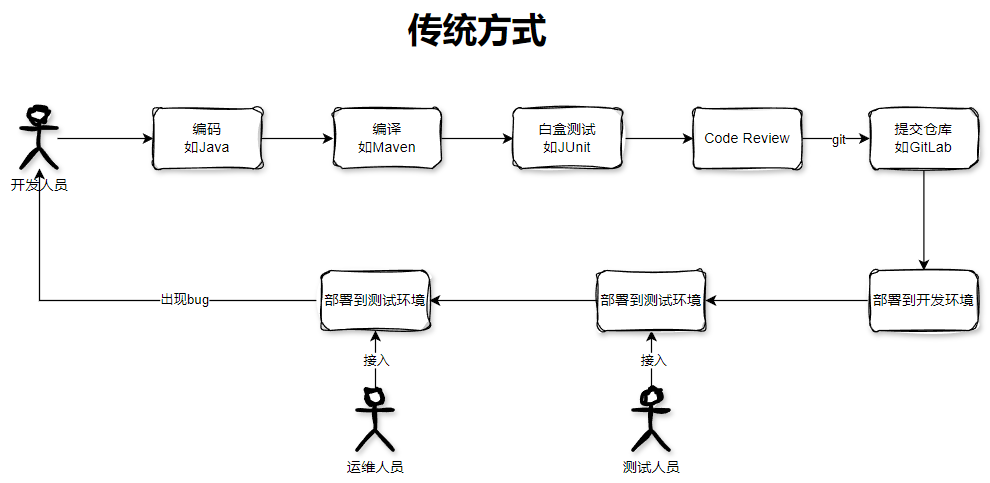 传统方式
编码
如Java
编译
如Maven
白盒测试
如JUnit
Code Review
git
提交仓库
如GitLab
开发人员
出现bug
部署到测试环境
部署到测试环境
部署到开发环境
接入
接入
运维人员
测试人员